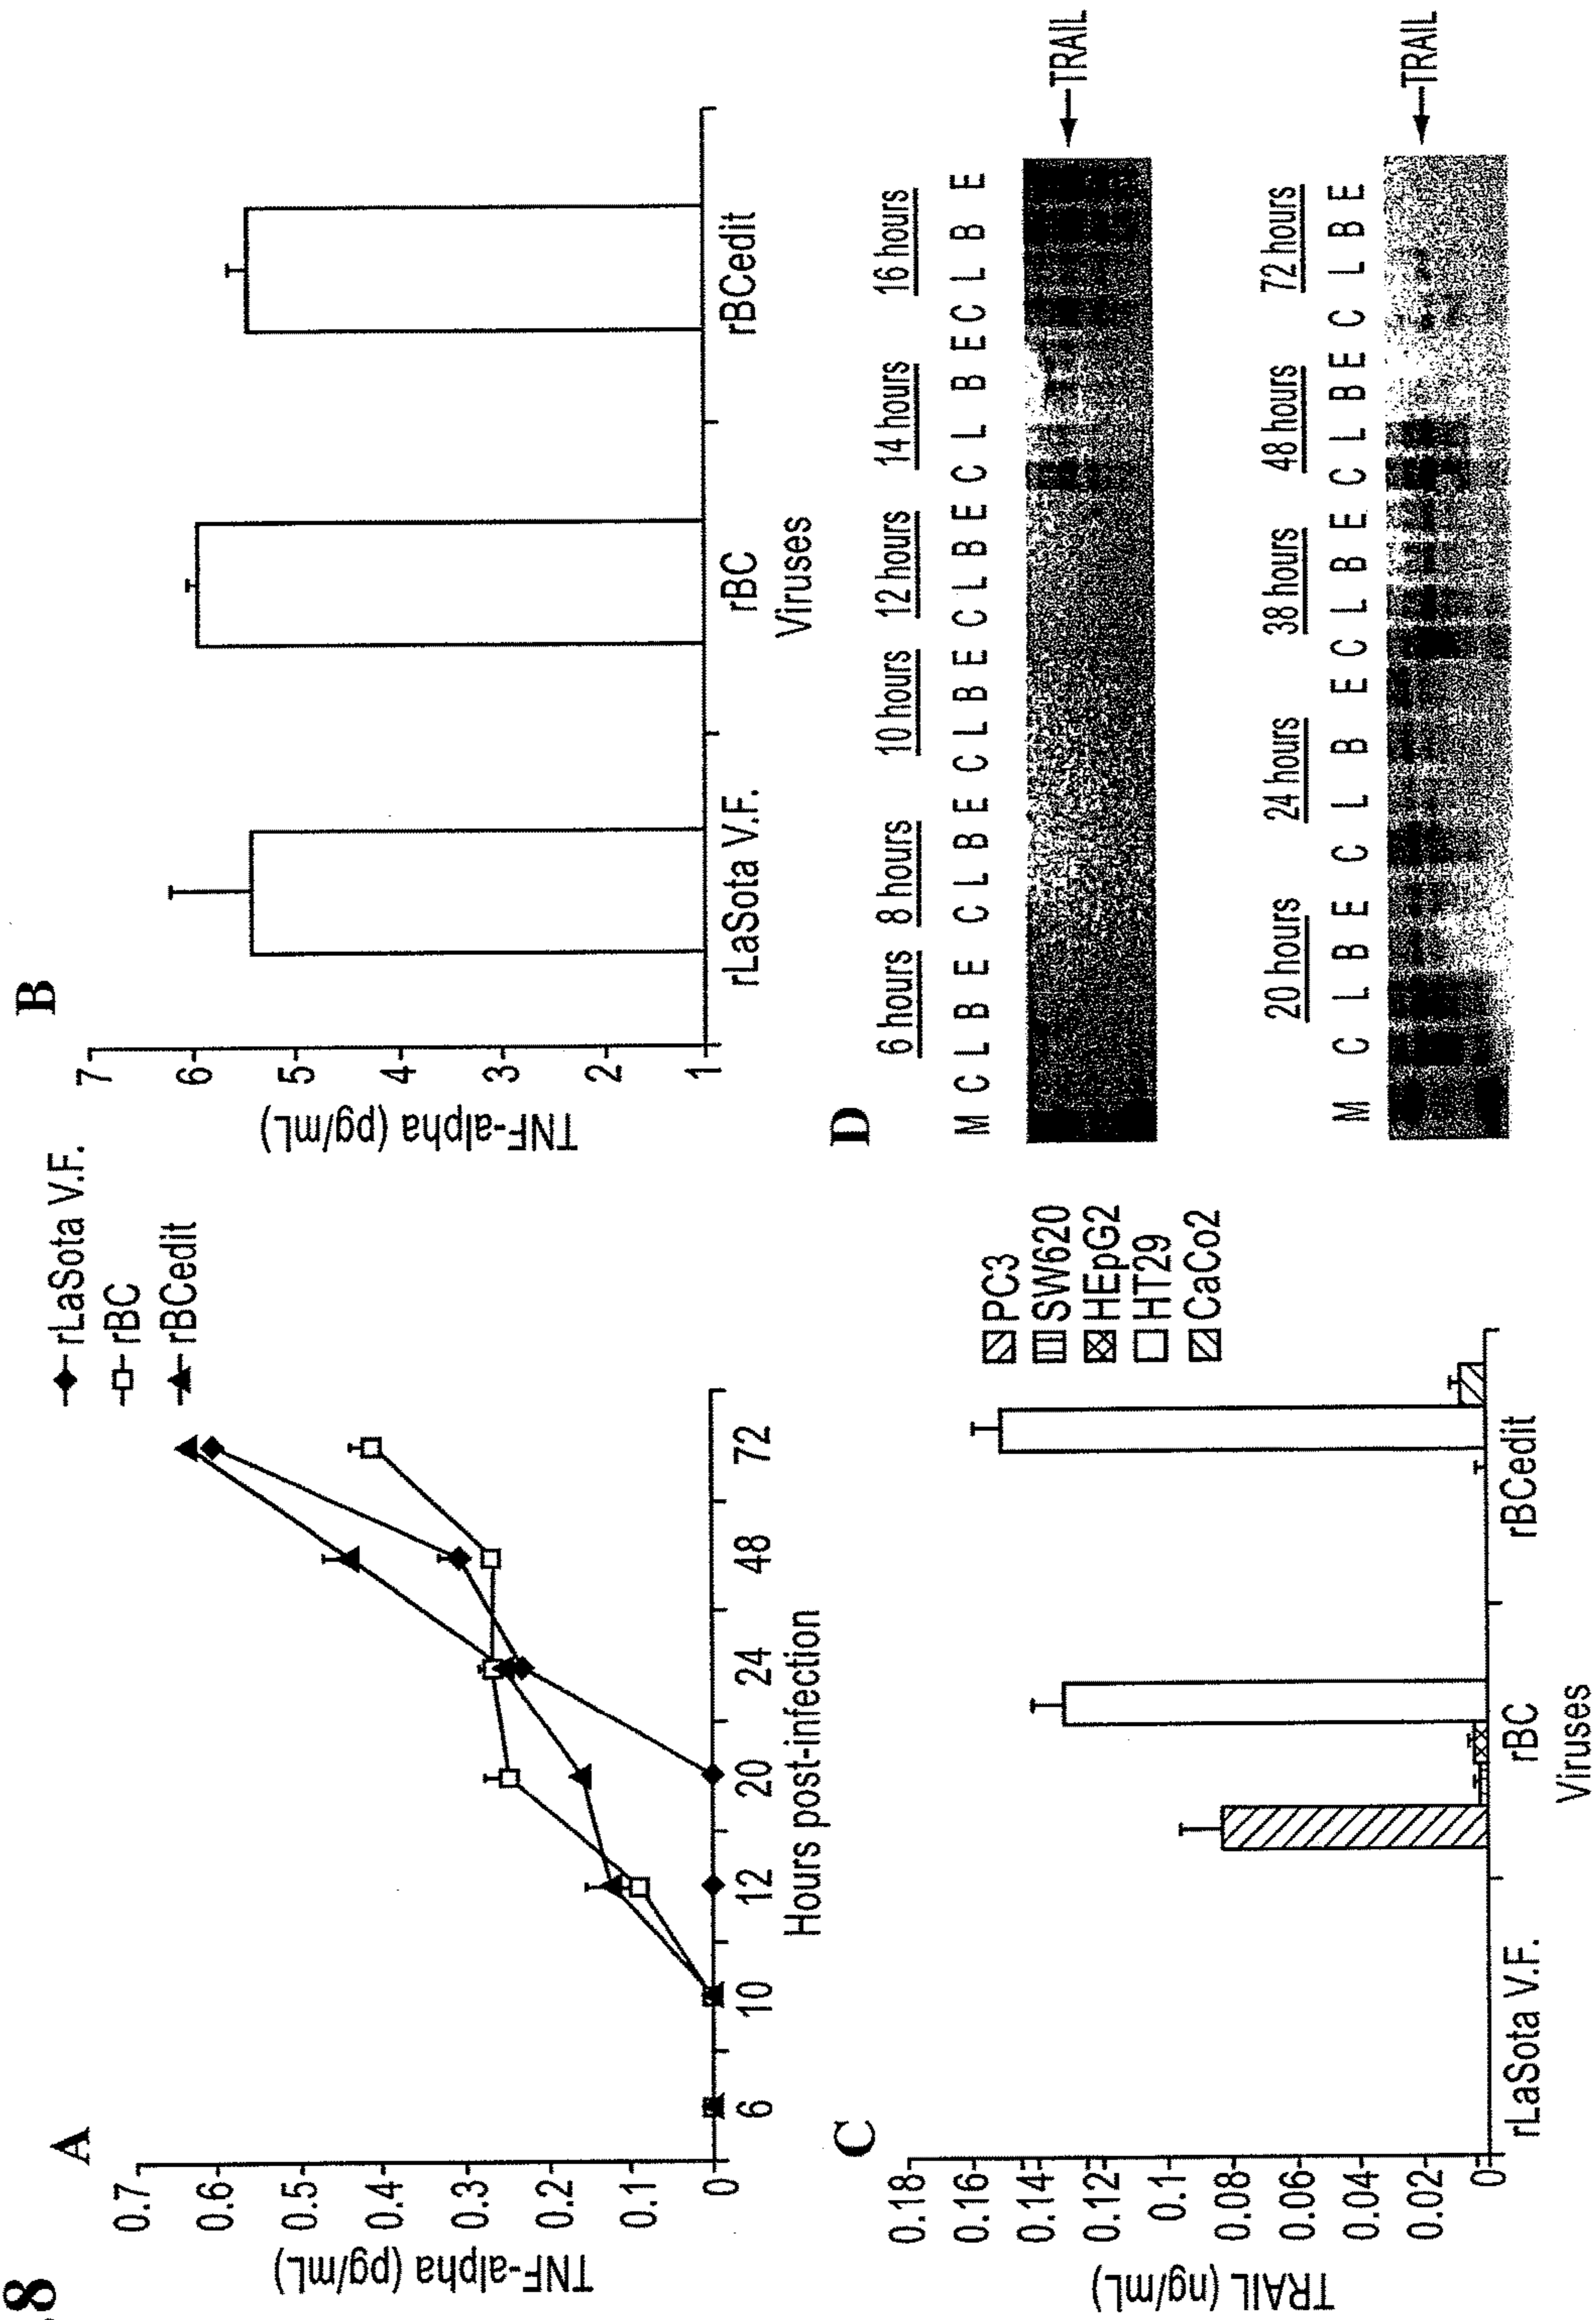 8
A
rLaSota V.F.
rBC
rBCedit
TNF-alpha (pg/mL)
0.7
0.6
0.5
0.4
0.3
0.2
0.1
0
6 10 12 20 24 48 72
Hours post-infection
B
TNF-alpha (pg/mL)
7
6
5
4
3
2
1
rLaSota V.F. rBC rBCedit
Viruses
C
TRAIL (ng/mL)
0.18
0.16
0.14
0.12
0.1
0.08
0.06
0.04
0.02
0
rLaSota V.F. rBC rBCedit
Viruses
PC3
SW620
HEpG2
HT29
CaCo2
D
6 hours 8 hours 10 hours 12 hours 14 hours 16 hours
M C L B E C L B E C L B E C L B E C L B E C L B E
TRAIL
20 hours 24 hours 38 hours 48 hours 72 hours
M C L B E C L B E C L B E C L B E C L B E
TRAIL